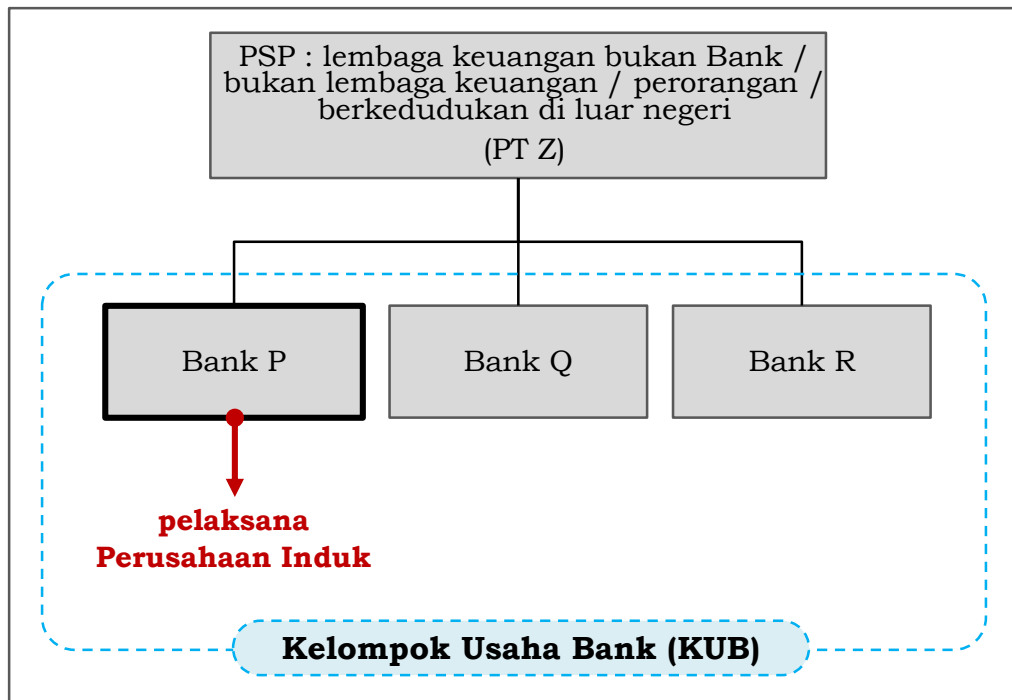 PSP : lembaga keuangan bukan Bank /
bukan lembaga keuangan / perorangan /
berkedudukan di luar negeri
(PT Z)
Bank P
Bank Q
Bank R
pelaksana
Perusahaan Induk
Kelompok Usaha Bank (KUB)